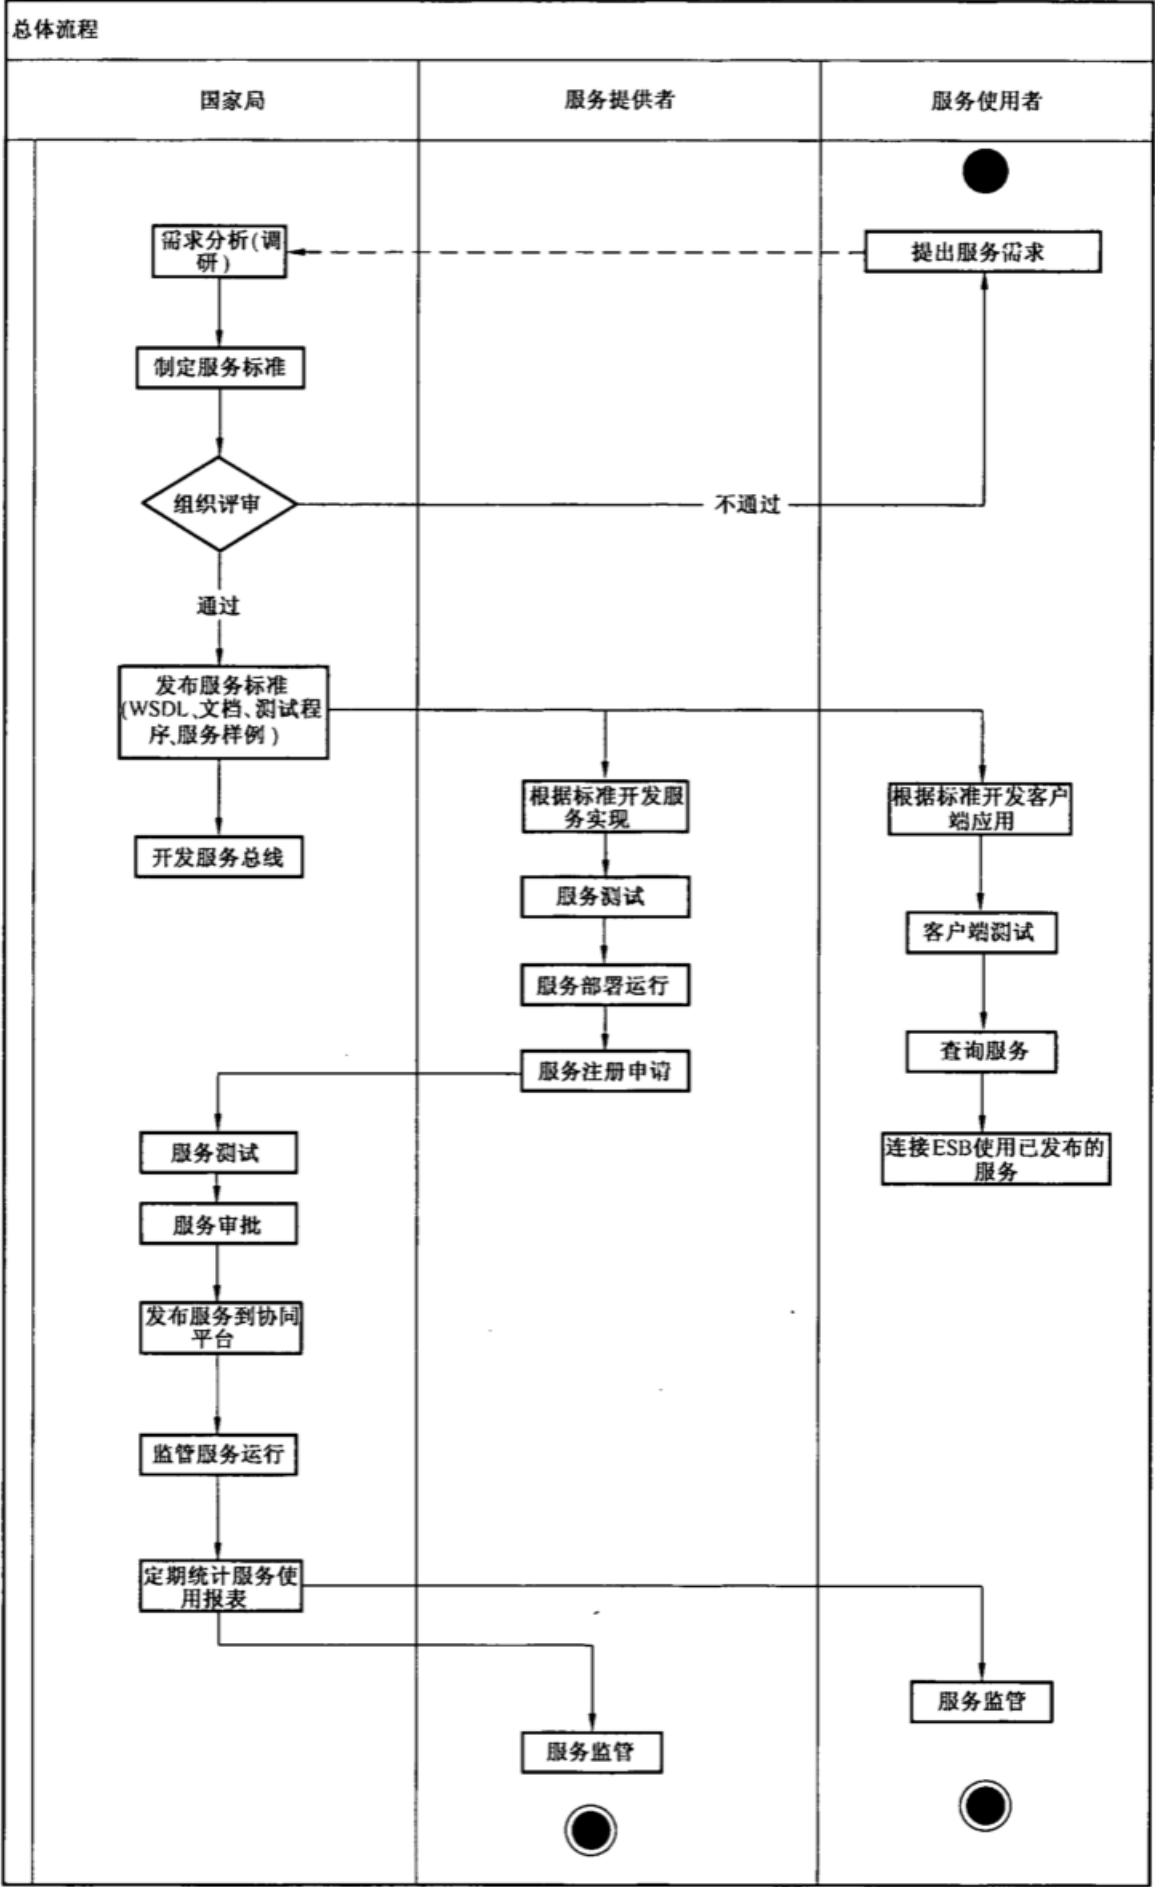 总体流程
国家局
服务提供者
服务使用者
需求分析(调
研)
提出服务需求
制定服务标准
组织评审
不通过
通过
发布服务标准
(WSDL、文档、测试程
序、服务样例)
根据标准开发服
务实现
根据标准开发客户
端应用
开发服务总线
服务测试
客户端测试
服务部署运行
查询服务
服务注册申请
服务测试
连接ESB使用已发布的
服务
服务审批
发布服务到协同
平台
监管服务运行
定期统计服务使
用报表
服务监管
服务监管